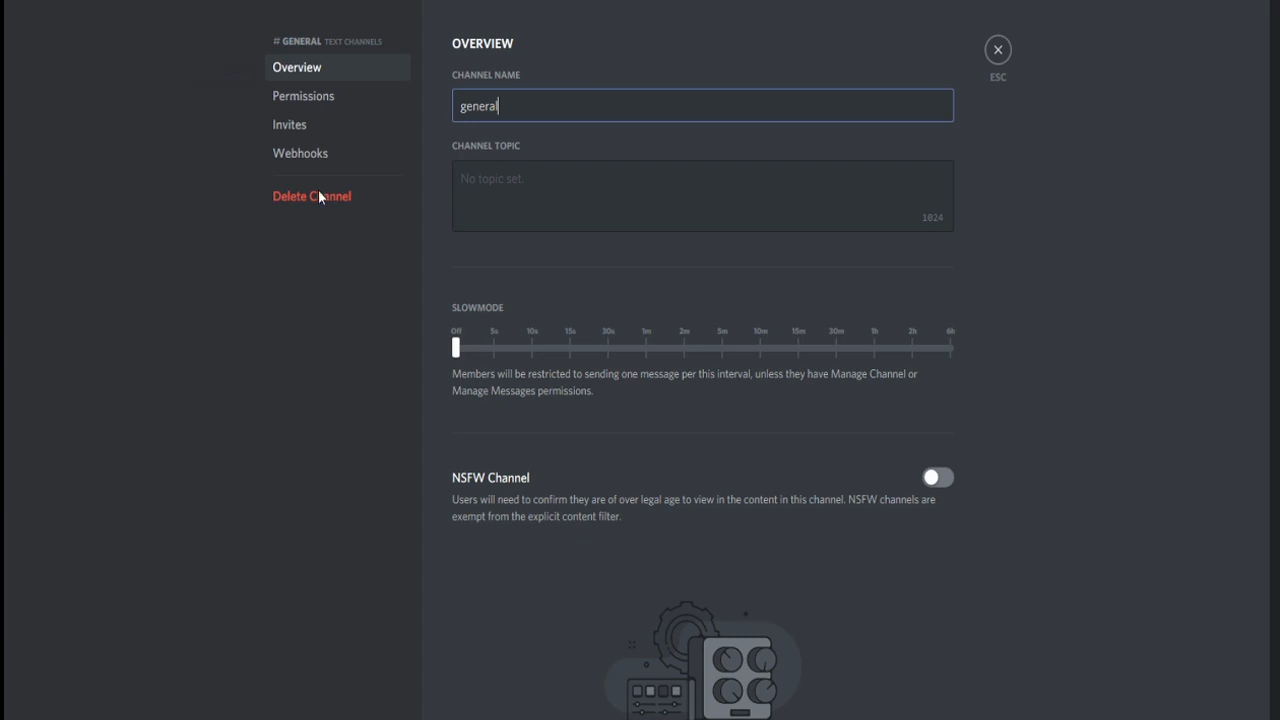 # GENERAL TEXT CHANNELS
Overview
Permissions
Invites
Webhooks
Delete Channel
OVERVIEW
ESC
CHANNEL NAME
general
CHANNEL TOPIC
No topic set.
1024
SLOWMODE
Off 5s 10s 15s 30s 1m 2m 5m 10m 15m 30m 1h 2h 6h
Members will be restricted to sending one message per this interval, unless they have Manage Channel or
Manage Messages permissions.
NSFW Channel
Users will need to confirm they are of over legal age to view in the content in this channel. NSFW channels are
exempt from the explicit content filter.